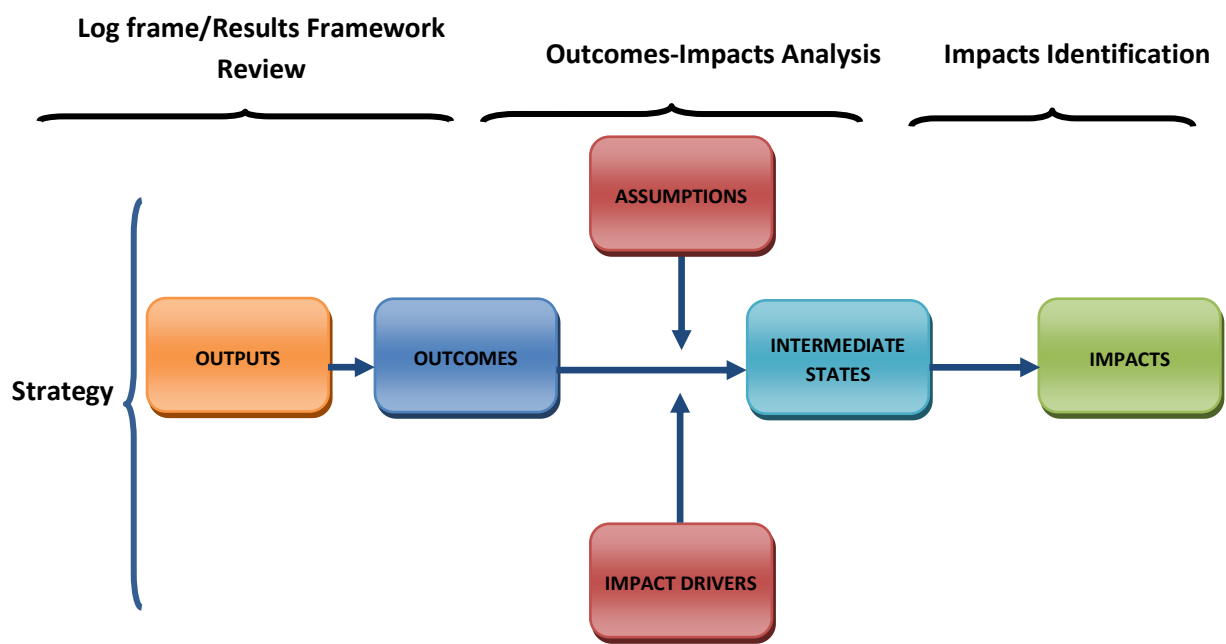 Log frame/Results Framework
Review
Outcomes-Impacts Analysis
Impacts Identification
ASSUMPTIONS
Strategy
OUTPUTS
OUTCOMES
INTERMEDIATE
STATES
IMPACTS
IMPACT DRIVERS